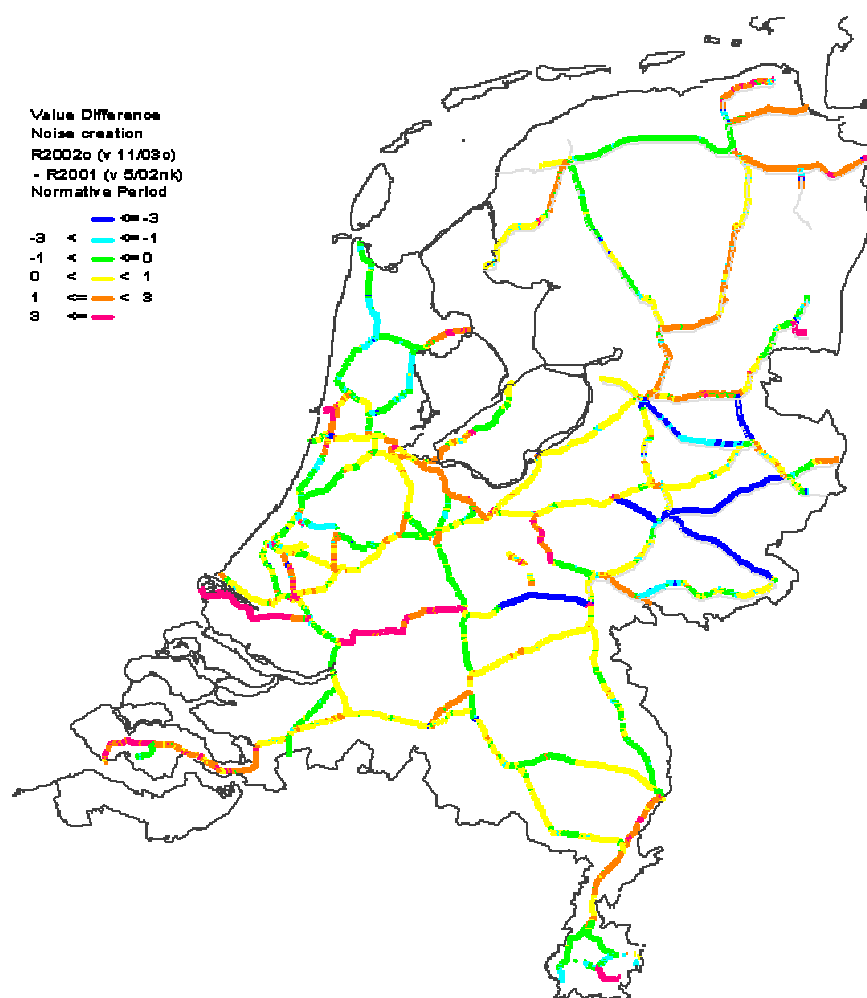 Value Difference
Noise creation
R2002o (v 11/03o)
- R2001 (v 5/02nk)
Normative Period
<= -3
-3 < <= -1
-1 < <= 0
0 < < 1
1 <= < 3
3 <=